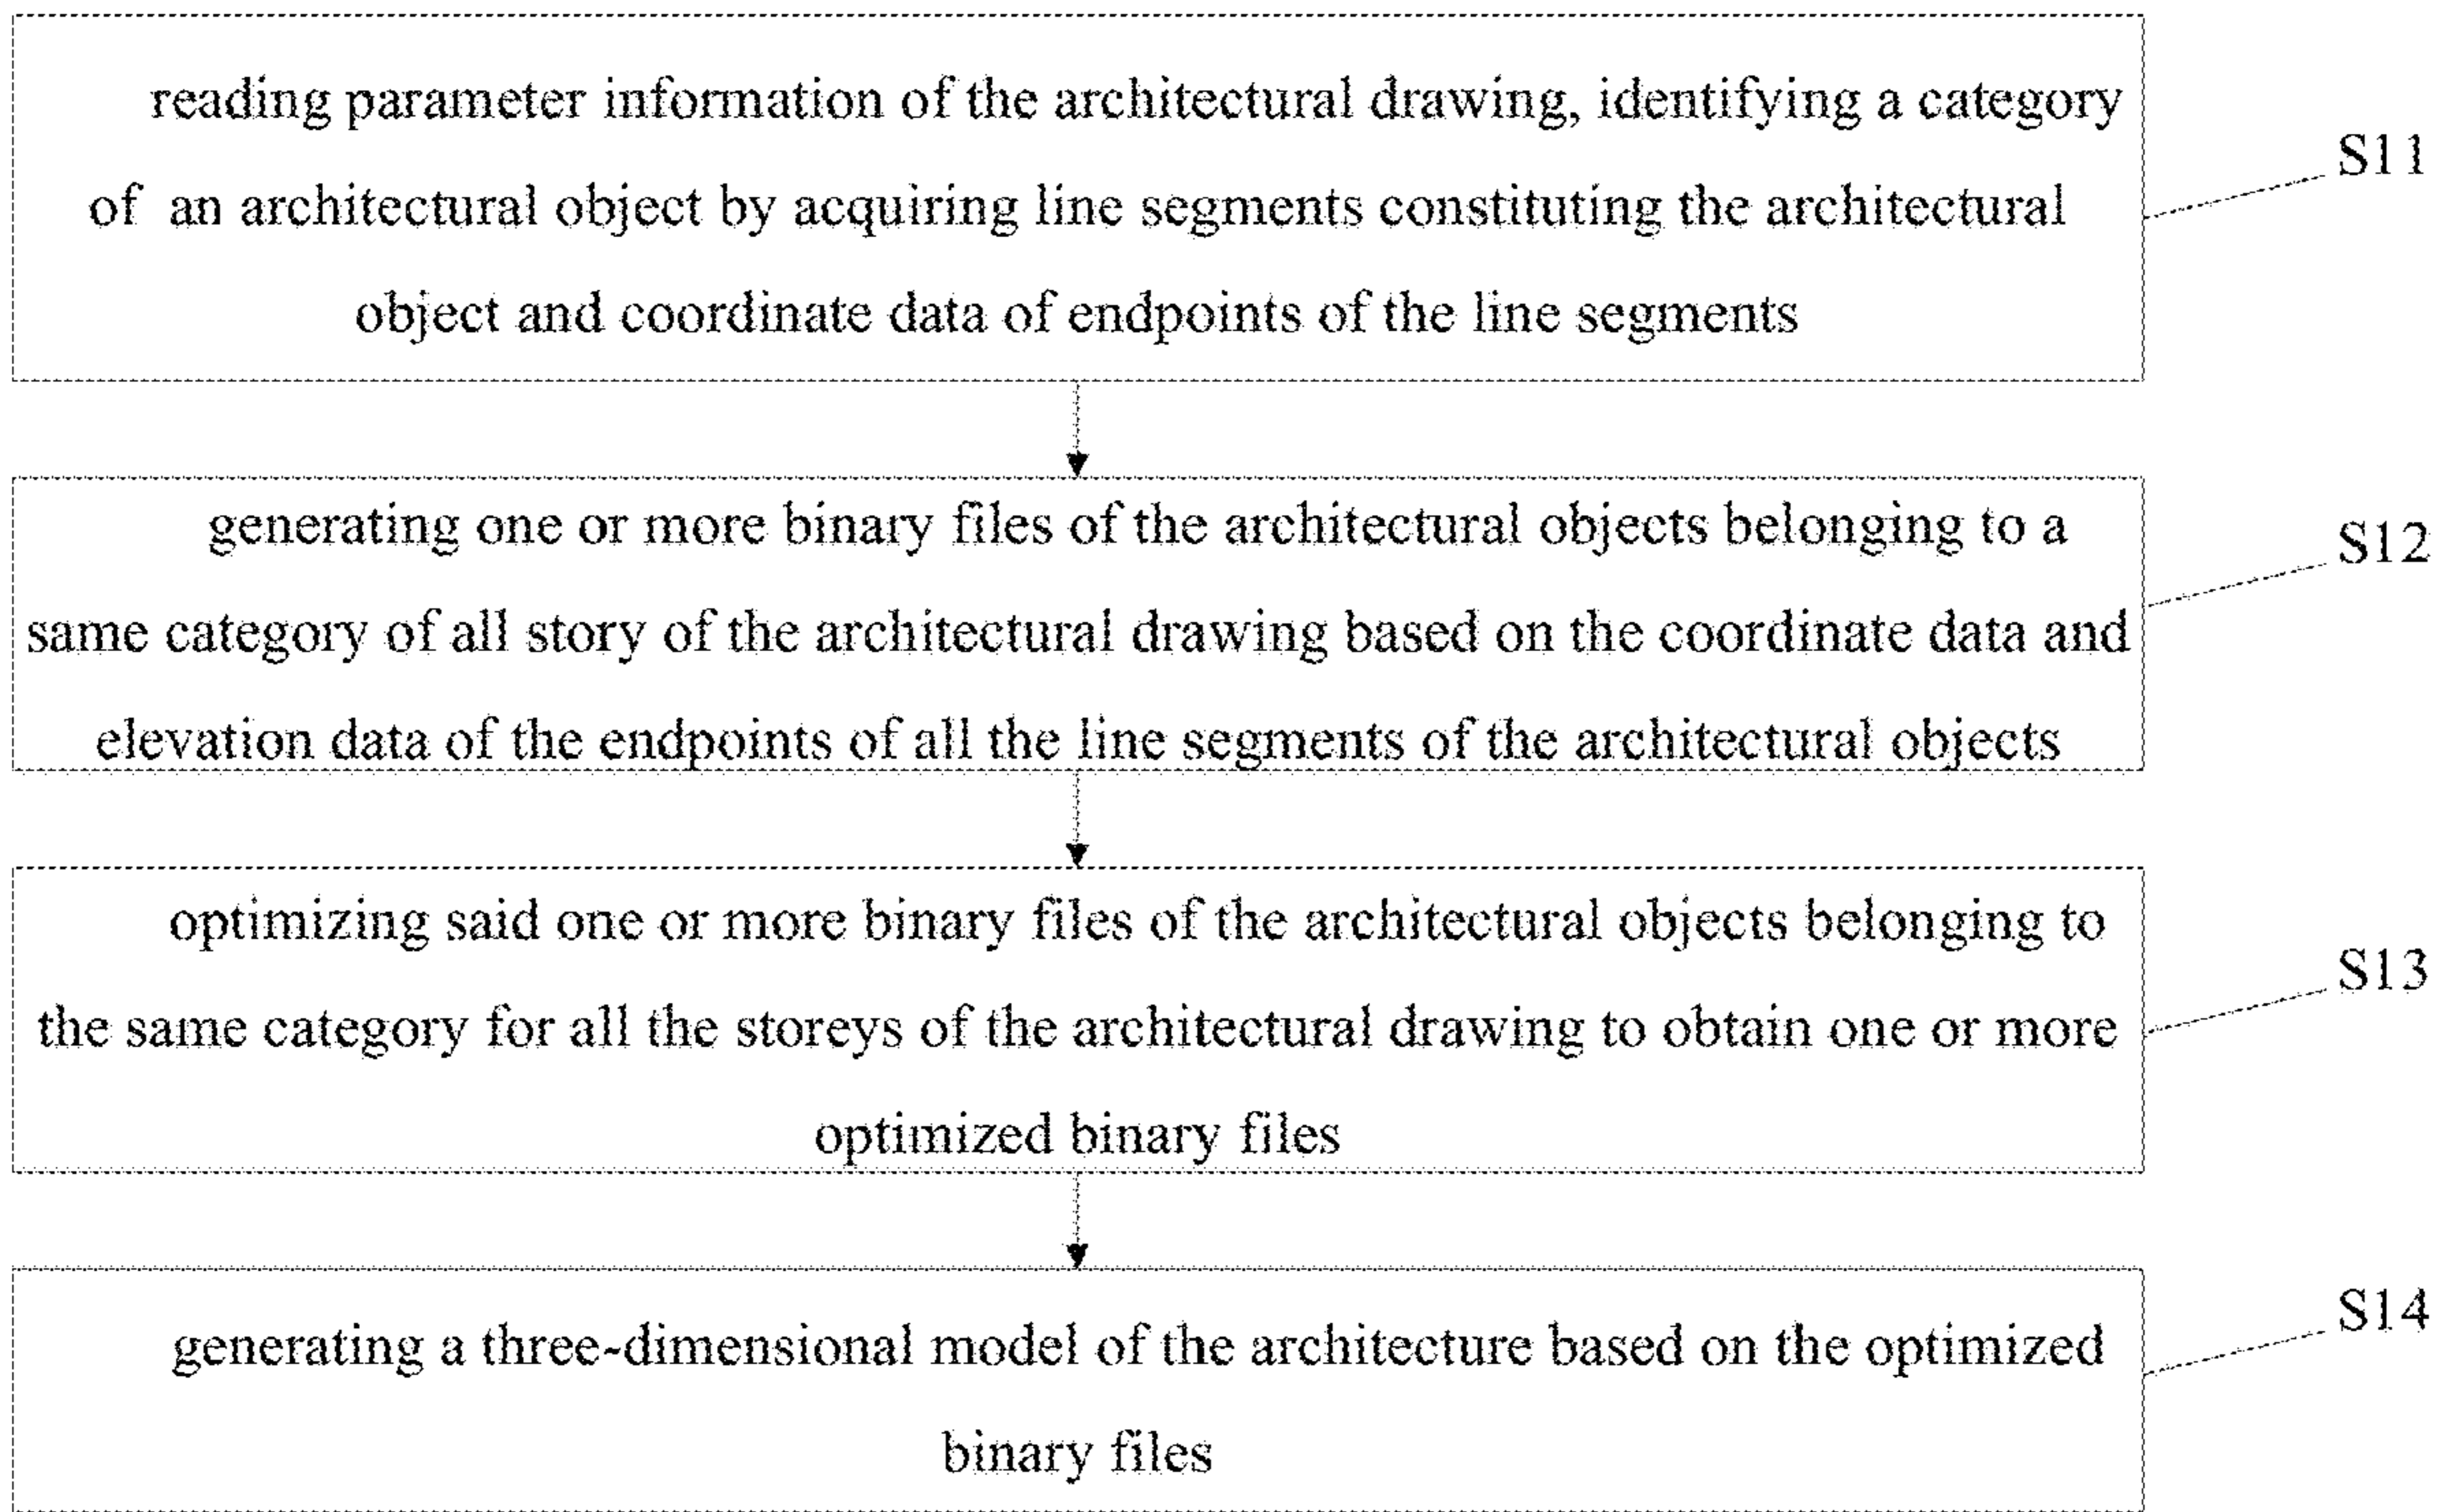 reading parameter information of the architectural drawing, identifying a category
of an architectural object by acquiring line segments constituting the architectural
object and coordinate data of endpoints of the line segments
S11
generating one or more binary files of the architectural objects belonging to a
same category of all story of the architectural drawing based on the coordinate data and
elevation data of the endpoints of all the line segments of the architectural objects
S12
optimizing said one or more binary files of the architectural objects belonging to
the same category for all the storeys of the architectural drawing to obtain one or more
optimized binary files
S13
generating a three-dimensional model of the architecture based on the optimized
binary files
S14